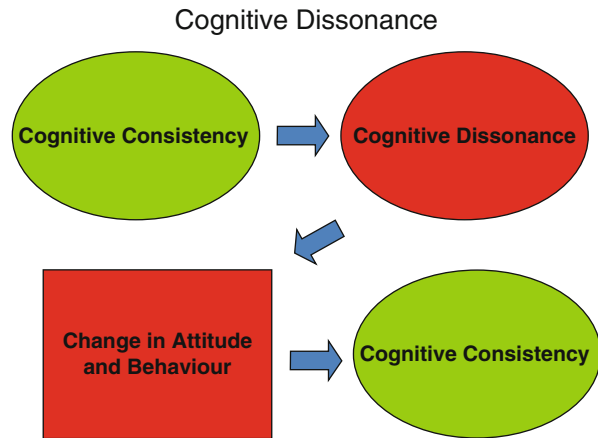 Cognitive Dissonance
Cognitive Consistency
Cognitive Dissonance
Change in Attitude
and Behaviour
Cognitive Consistency